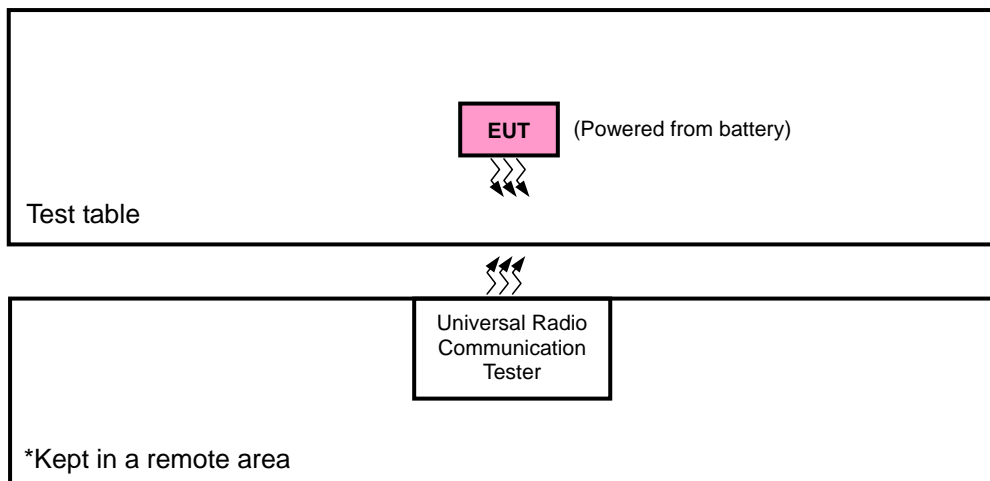 EUT
(Powered from battery)
Test table
Universal Radio
Communication
Tester
*Kept in a remote area